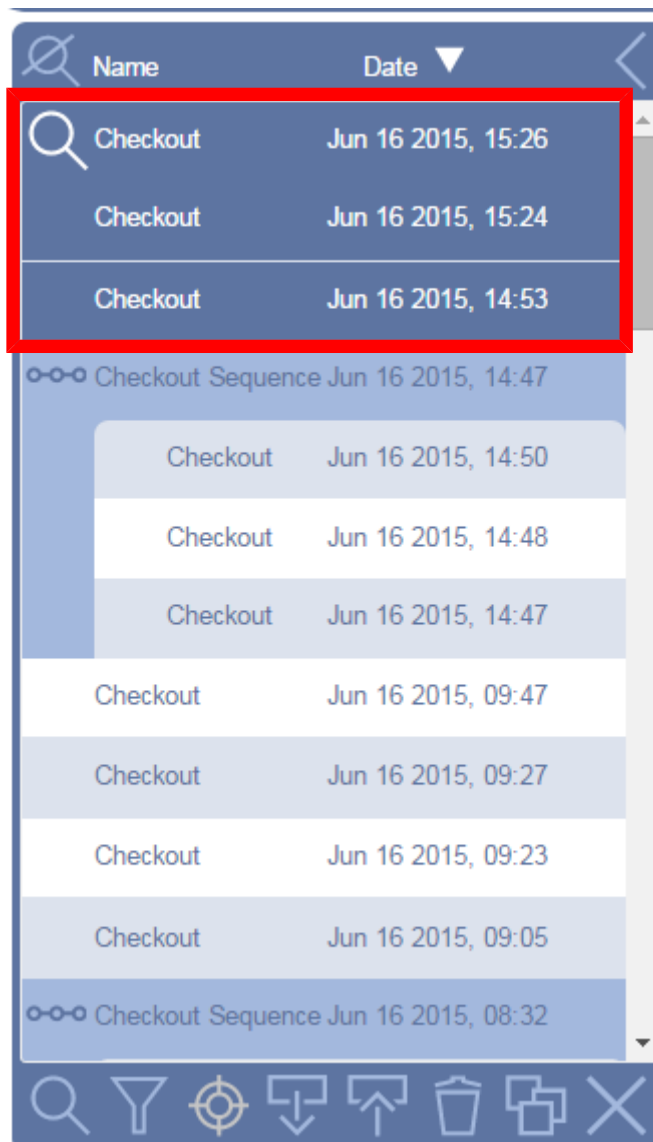 Name Date
Checkout Jun 16 2015, 15:26
Checkout Jun 16 2015, 15:24
Checkout Jun 16 2015, 14:53
Checkout Sequence Jun 16 2015, 14:47
Checkout Jun 16 2015, 14:50
Checkout Jun 16 2015, 14:48
Checkout Jun 16 2015, 14:47
Checkout Jun 16 2015, 09:47
Checkout Jun 16 2015, 09:27
Checkout Jun 16 2015, 09:23
Checkout Jun 16 2015, 09:05
Checkout Sequence Jun 16 2015, 08:32